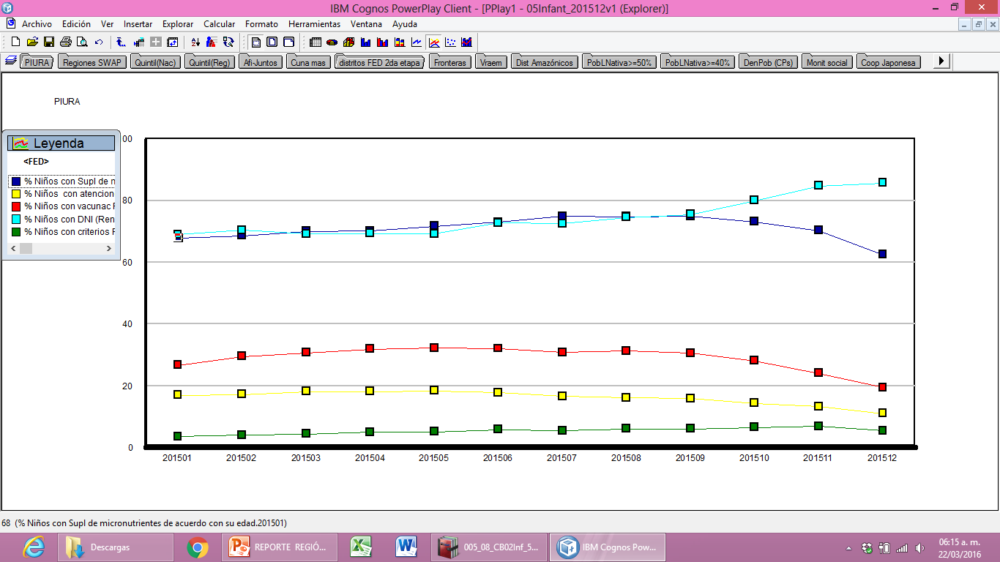 IBM Cognos PowerPlay Client - [PPlay1 - 05Infant_201512v1 (Explorer)]
Archivo Edición Ver Insertar Explorar Calcular Formato Herramientas Ventana Ayuda
PIURA Regiones SWAP Quintil(Nac) Quintil(Reg) Afi-Juntos Cuna mas distritos FED 2da etapa Fronteras Vraem Dist Amazónicos PobLNativa>=50% PobLNativa>=40% DenPob (CPs) Monit social Coop Japonesa
PIURA
Leyenda
<FED>
% Niños con Supl de
% Niños con atencion
% Niños con vacunac
% Niños con DNI (Ren
% Niños con criterios
00
80
60
40
20
0
201501 201502 201503 201504 201505 201506 201507 201508 201509 201510 201511 201512
68 (% Niños con Supl de micronutrientes de acuerdo con su edad.201501)
Descargas
REPORTE REGIÓ...
005_08_CB02Inf_5...
IBM Cognos Pow...
06:15 a. m.
22/03/2016